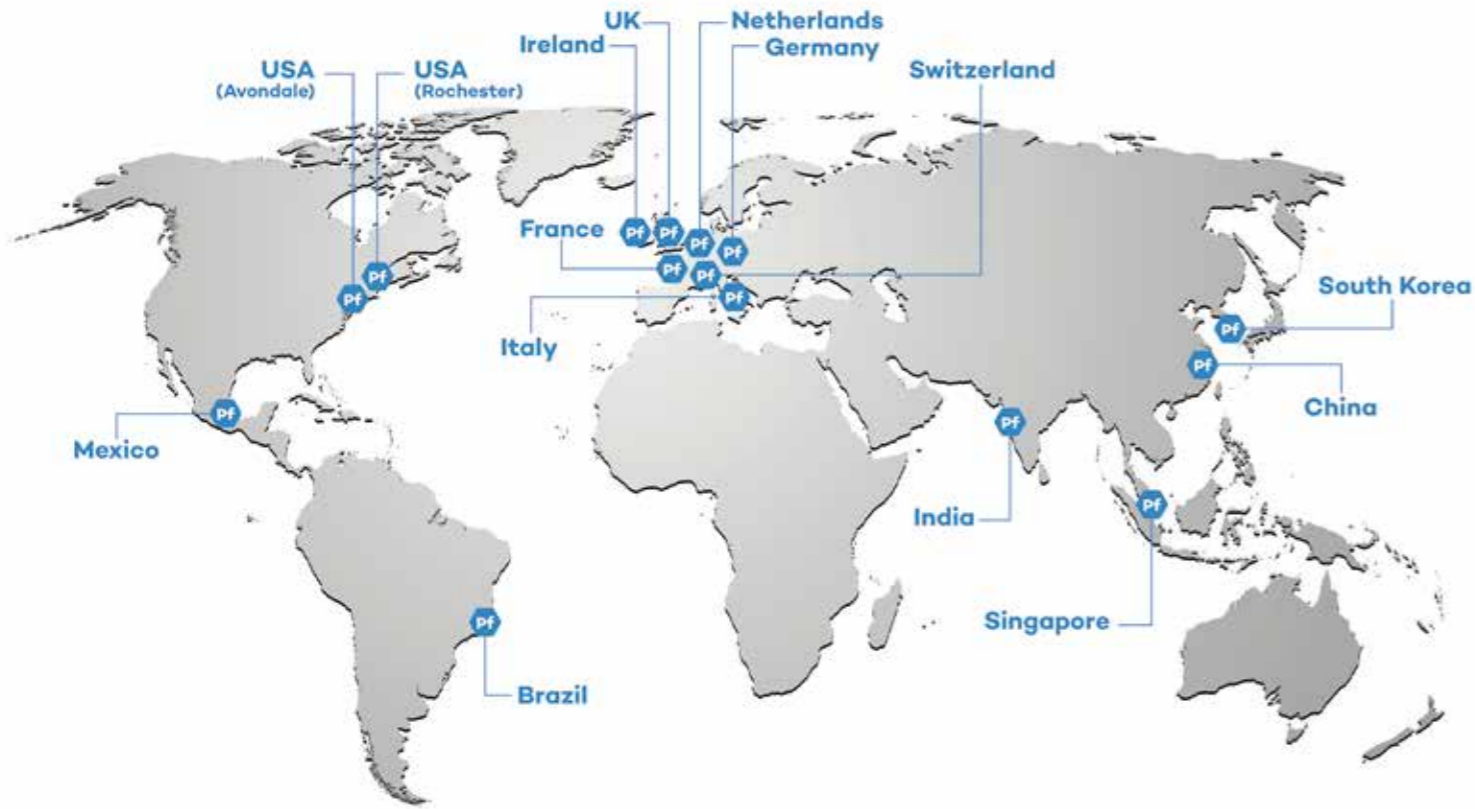 UK
Netherlands
Ireland
Germany
USA
(Avondale)
USA
(Rochester)
Switzerland
France
Pf
Pf
Pf
Pf
Pf
Pf
Pf
Pf
Pf
Italy
South Korea
Pf
Pf
China
Mexico
Pf
Pf
India
Pf
Singapore
Pf
Brazil